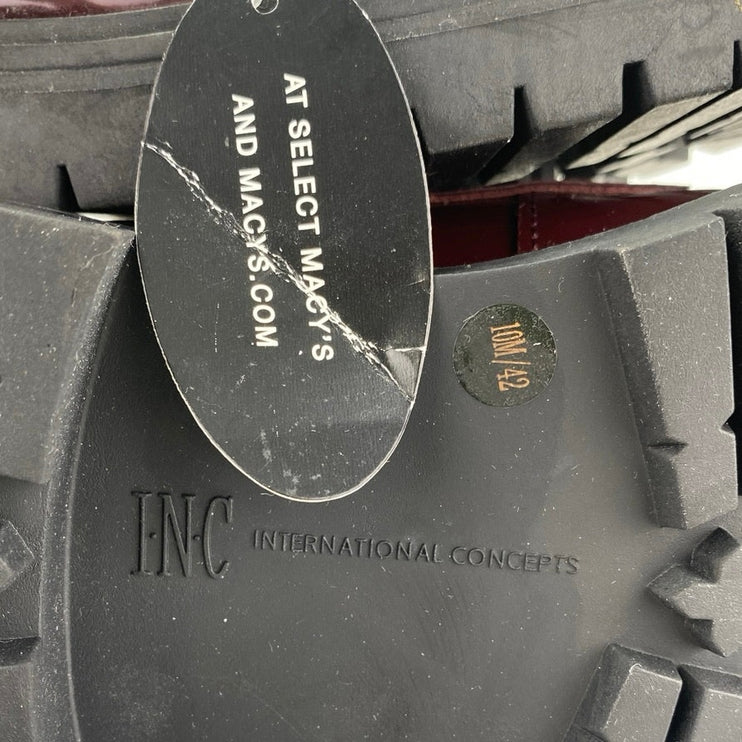 AT SELECT MACY'S
AND MACYS.COM
10M/42
I·N·C INTERNATIONAL CONCEPTS